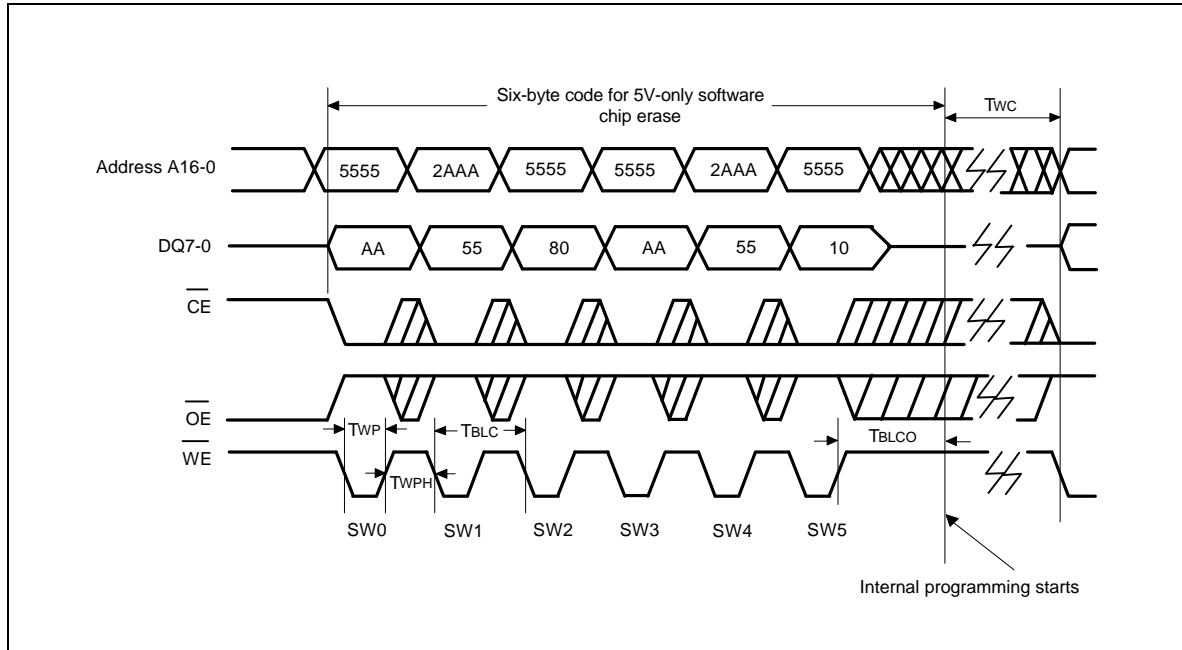 Six-byte code for 5V-only software
chip erase
TWC
Address A16-0
5555 2AAA 5555 5555 2AAA 5555
DQ7-0
AA 55 80 AA 55 10
CE
OE
TWP TBLC TBLCO
WE
TWPH
SW0 SW1 SW2 SW3 SW4 SW5
Internal programming starts